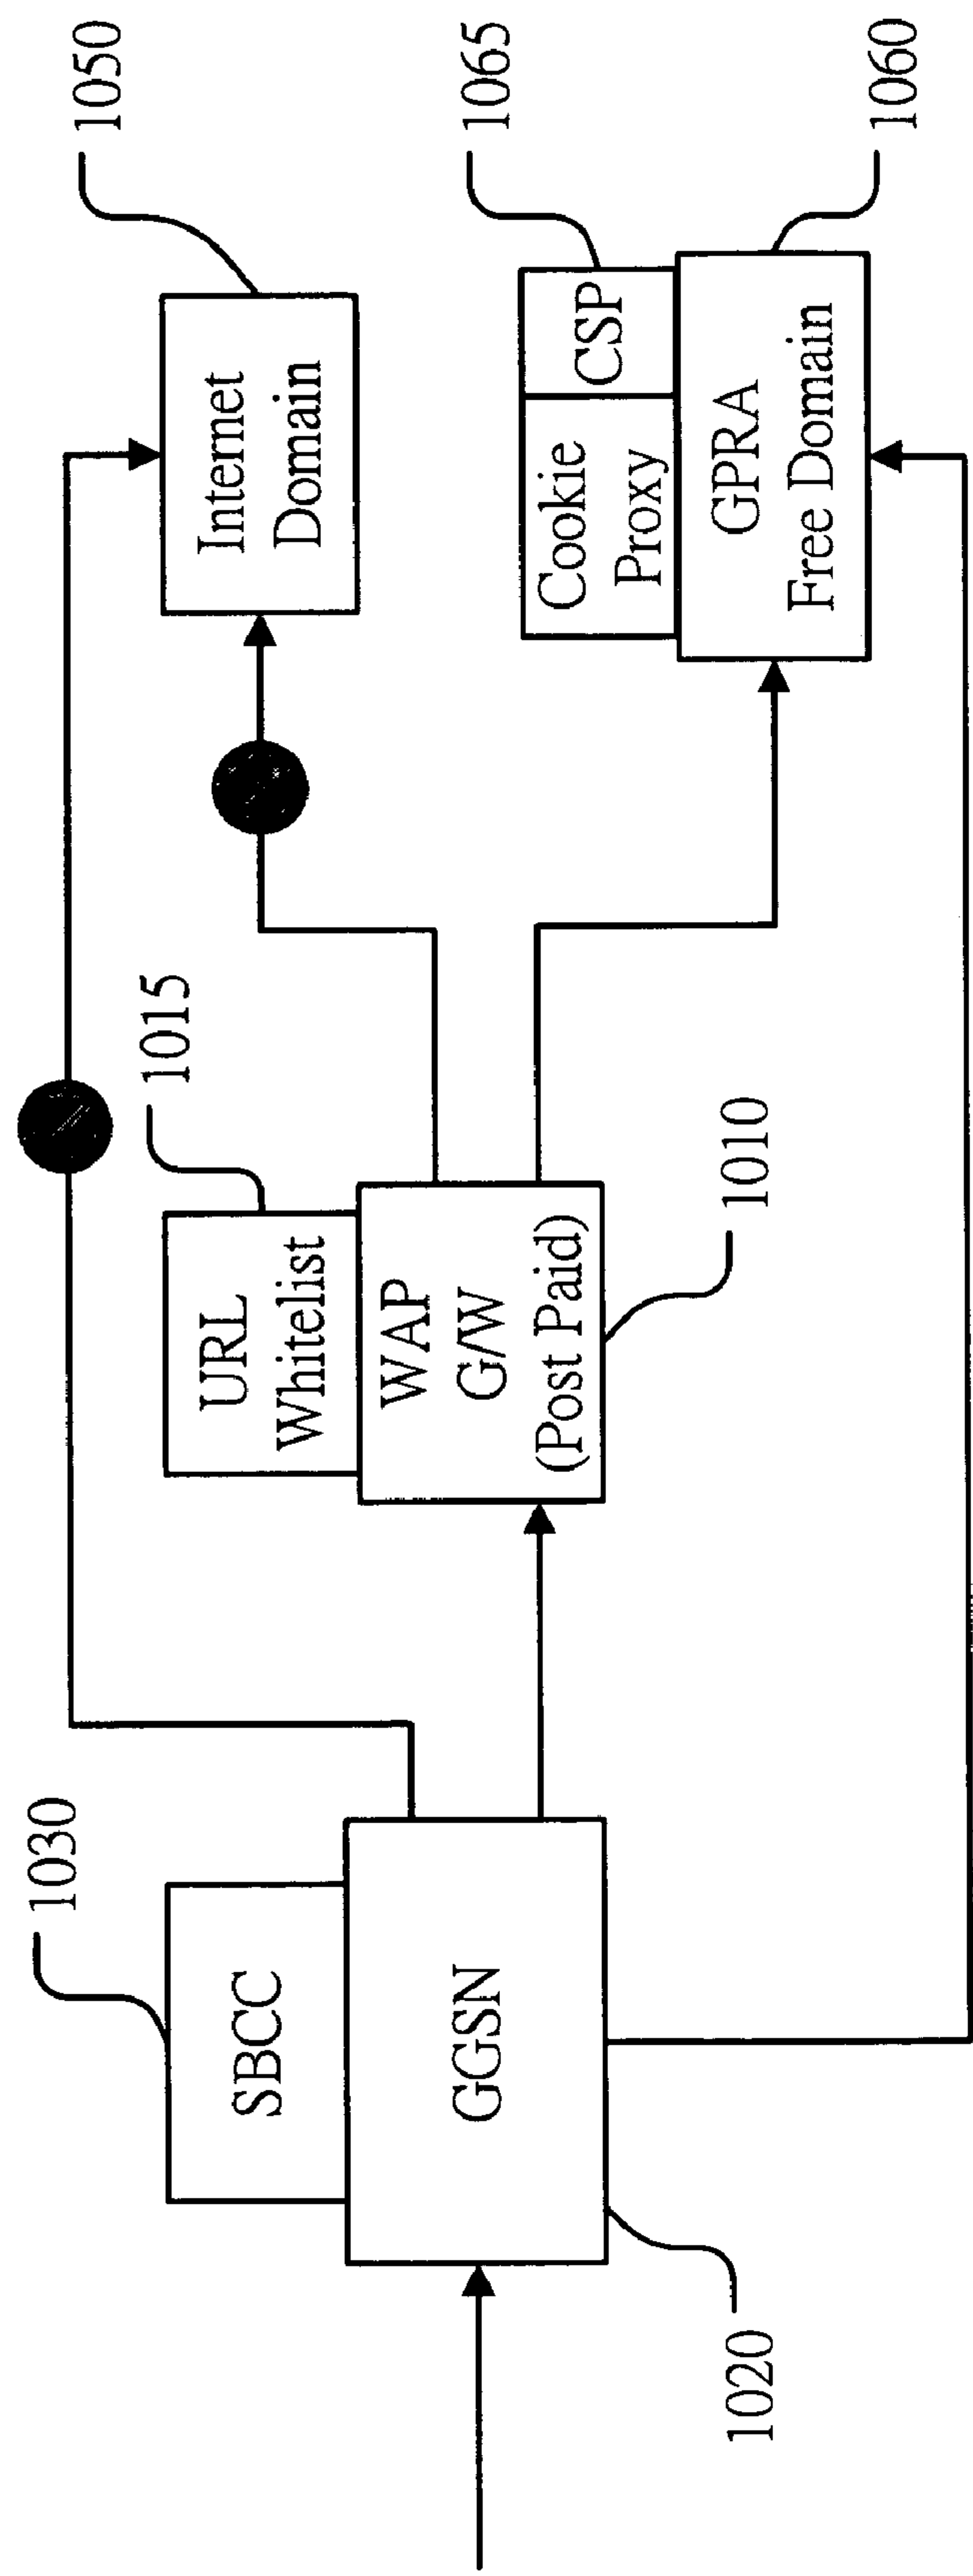 1030
SBCC
GGSN
1020
1015
URL
Whitelist
WAP
G/W
(Post Paid)
1010
1050
Internet
Domain
1065
Cookie
Proxy
CSP
GPRA
Free Domain
1060